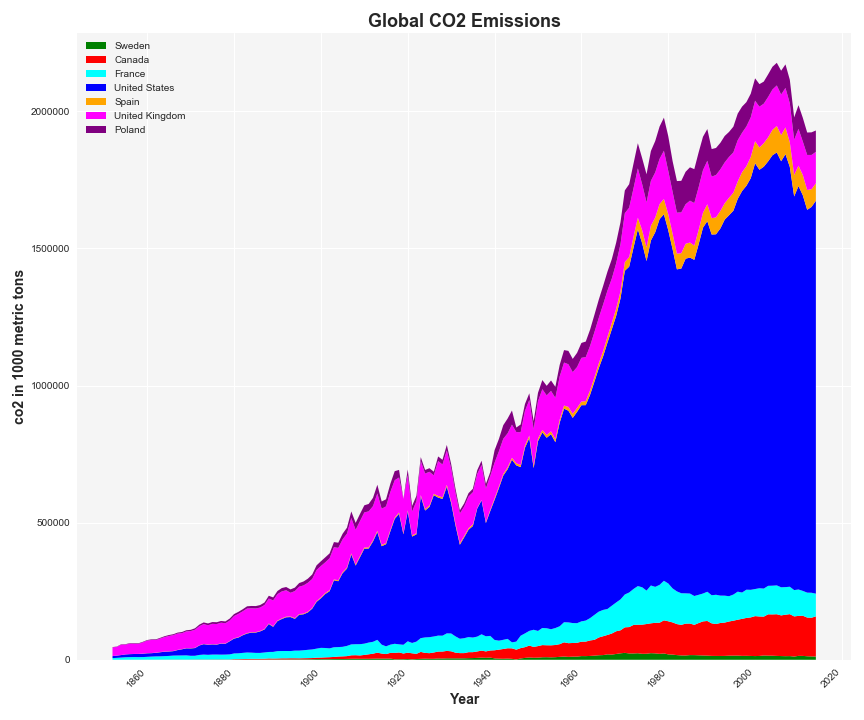 Global CO2 Emissions
Sweden
Canada
France
United States
Spain
United Kingdom
Poland
2000000
1500000
1000000
500000
0
co2 in 1000 metric tons
1860
1880
1900
1920
1940
1960
1980
2000
2020
Year